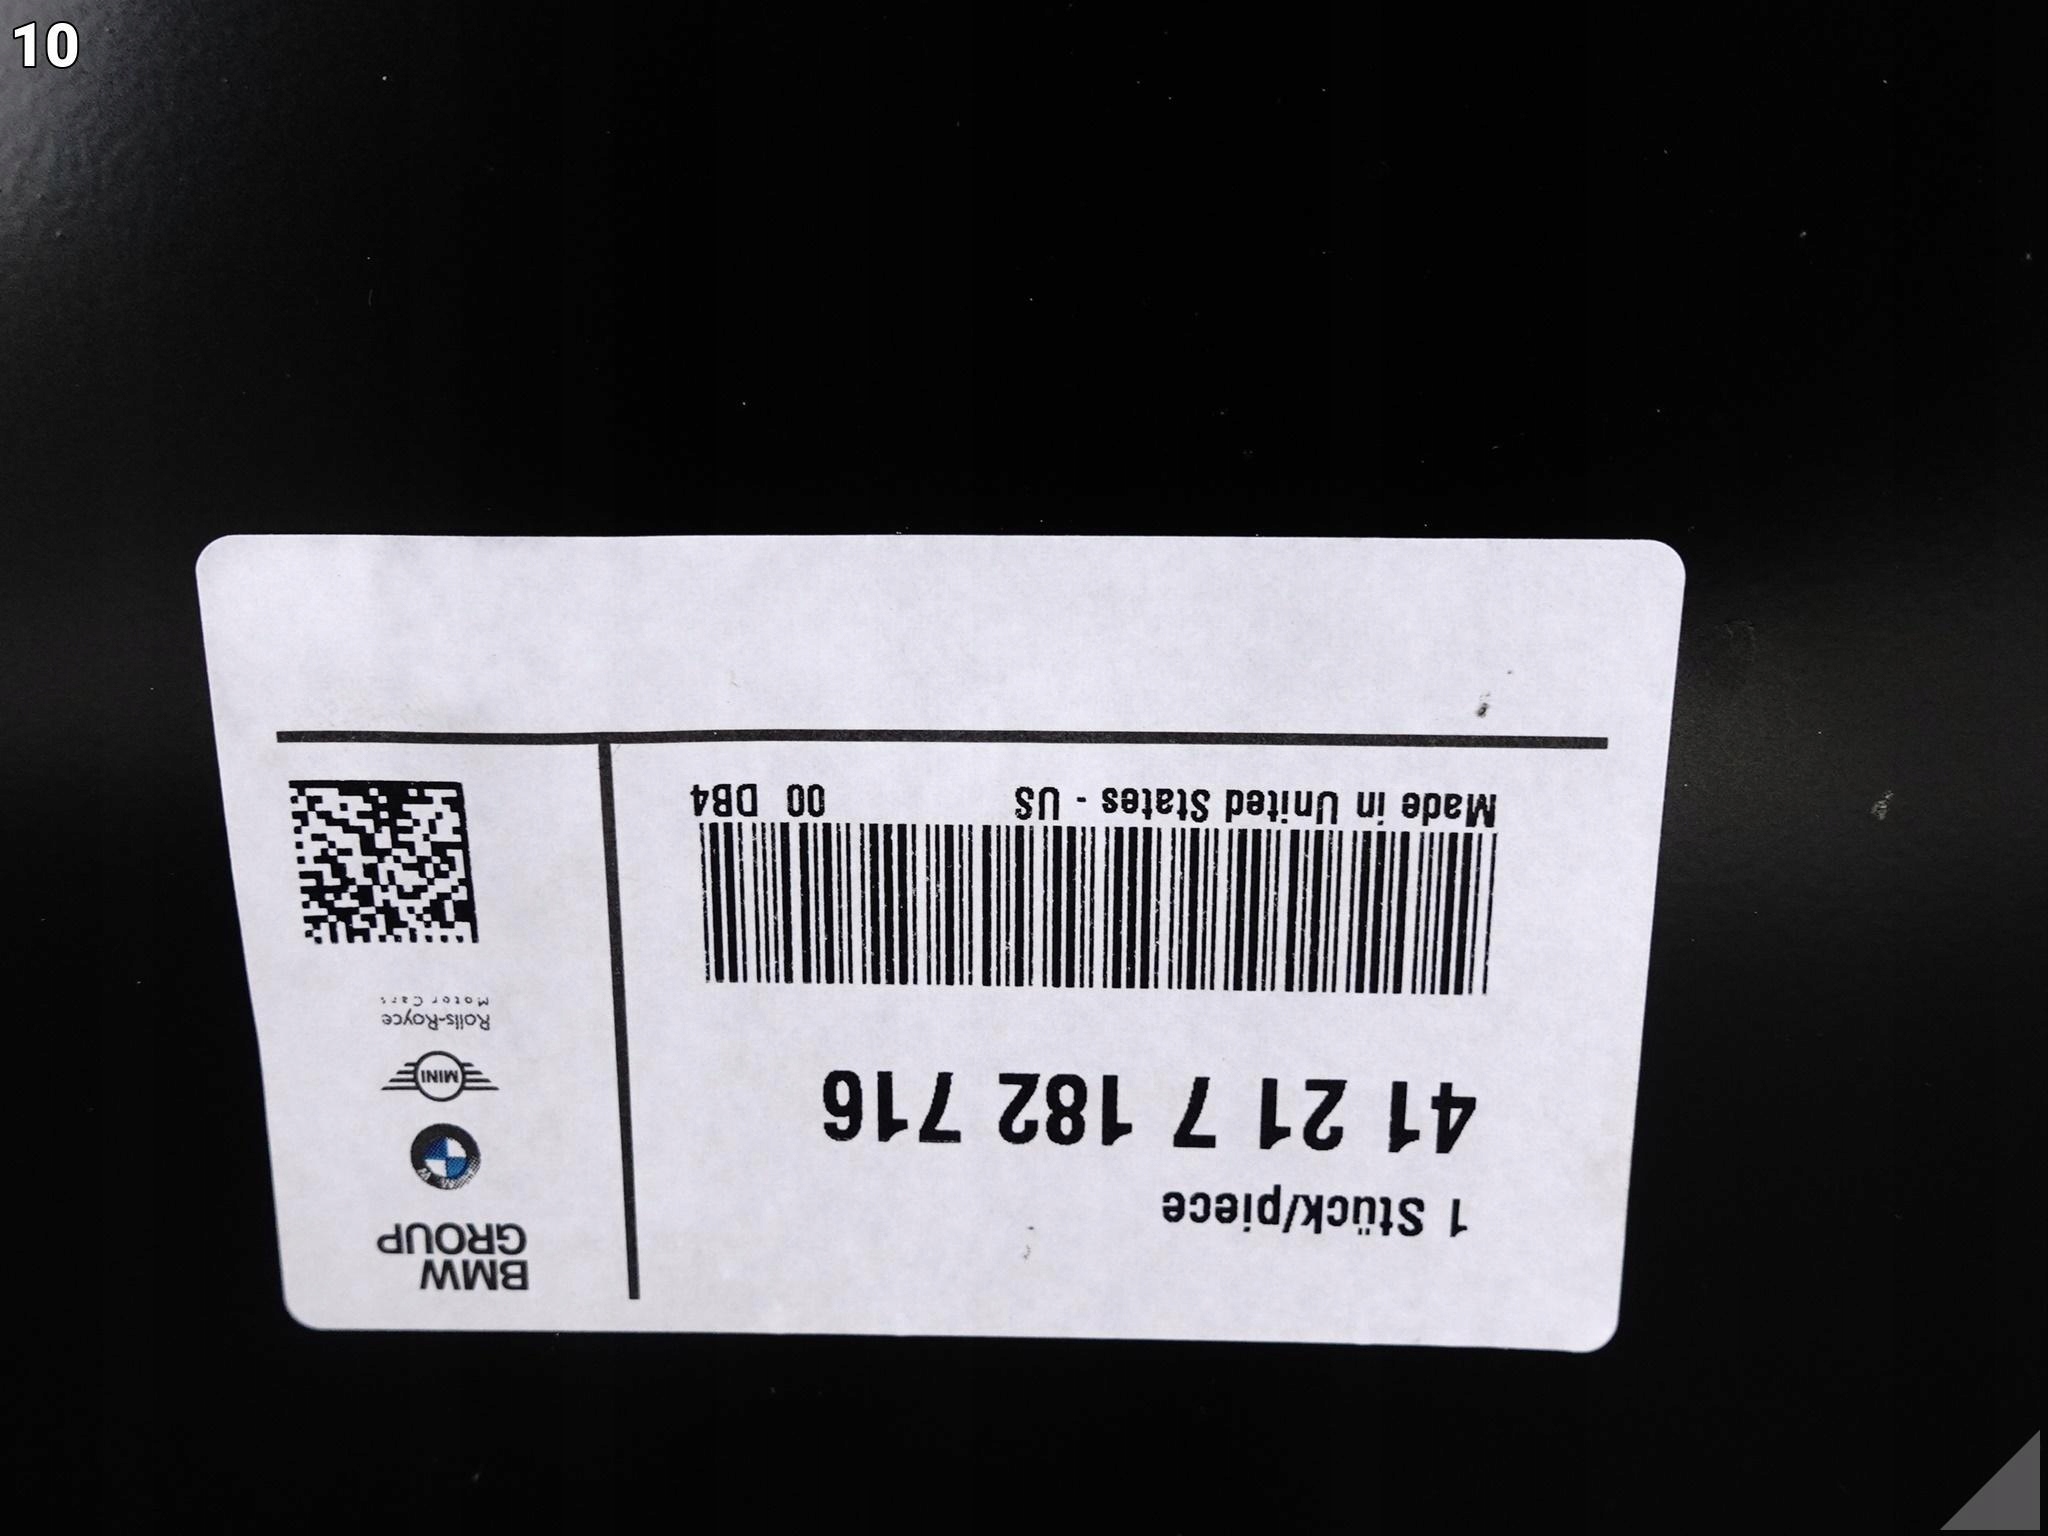 10
BMW
GROUP
MINI
Rolls-Royce
Motor Cars
1 Stück/piece
41 21 7 182 716
Made in United States - US 00 DB4